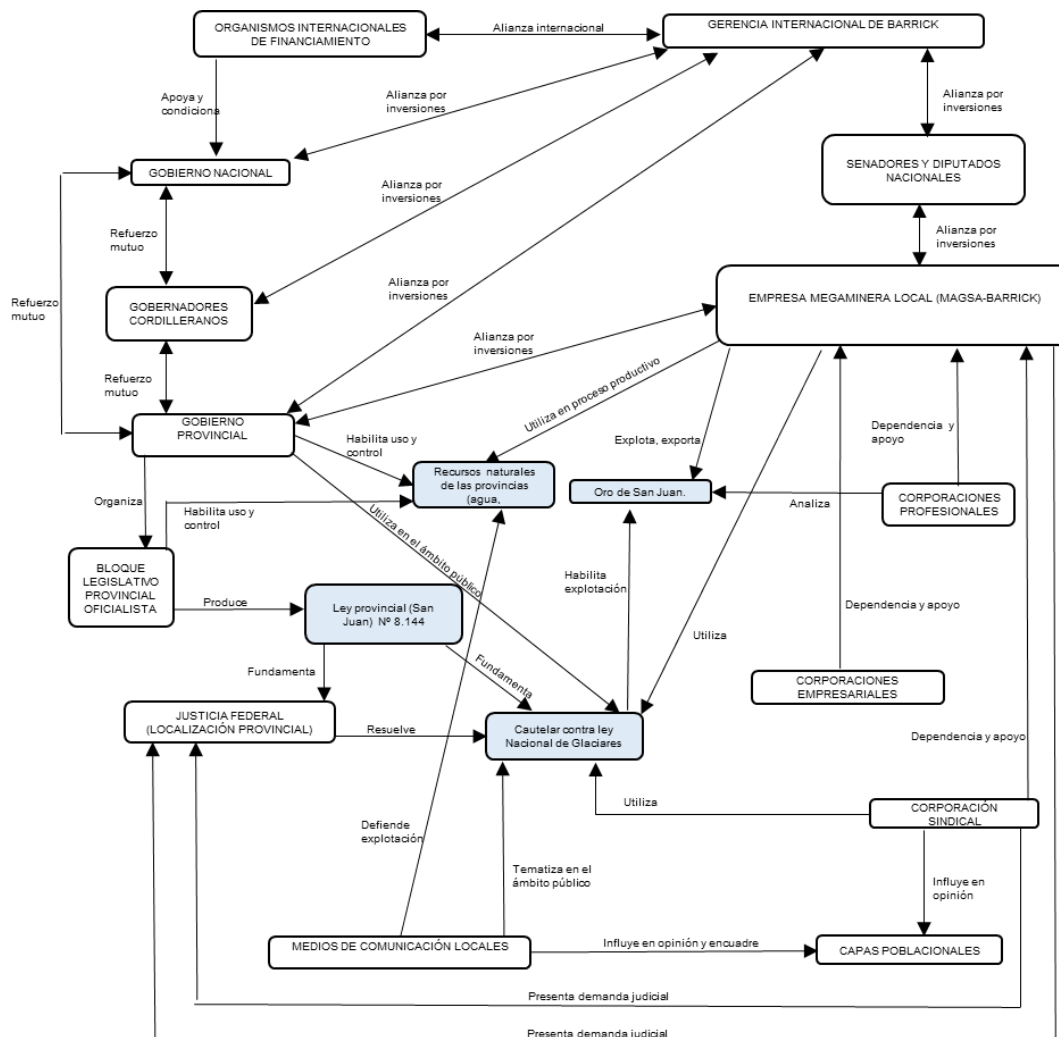 ORGANISMOS INTERNACIONALES
DE FINANCIAMIENTO
Alianza internacional
GERENCIA INTERNACIONAL DE BARRICK
Apoya y
condiciona
Alianza por
inversiones
Alianza por
inversiones
GOBIERNO NACIONAL
SENADORES Y DIPUTADOS
NACIONALES
Alianza por
inversiones
Refuerzo
mutuo
Alianza por
inversiones
Refuerzo
mutuo
GOBERNADORES
CORDILLERANOS
Alianza por
inversiones
EMPRESA MEGAMINERA LOCAL (MAGSA-BARRICK)
Alianza por
inversiones
Refuerzo
mutuo
Utiliza en proceso productivo
GOBIERNO
PROVINCIAL
Habilita uso y
control
Explota, exporta
Dependencia y
apoyo
Recursos naturales
de las provincias
(agua,
Oro de San Juan.
Analiza
CORPORACIONES
PROFESIONALES
Organiza
Habilita uso y
control
Utiliza en el ámbito público
BLOQUE
LEGISLATIVO
PROVINCIAL
OFICIALISTA
Produce
Ley provincial (San
Juan) Nº 8.144
Habilita
explotación
Dependencia y apoyo
Utiliza
Fundamenta
Fundamenta
CORPORACIONES
EMPRESARIALES
JUSTICIA FEDERAL
(LOCALIZACIÓN PROVINCIAL)
Resuelve
Cautelar contra ley
Nacional de Glaciares
Dependencia y apoyo
Utiliza
CORPORACIÓN
SINDICAL
Defiende
explotación
Tematiza en el
ámbito público
Influye en
opinión
MEDIOS DE COMUNICACIÓN LOCALES
Influye en opinión y encuadre
CAPAS POBLACIONALES
Presenta demanda judicial
Presenta demanda judicial